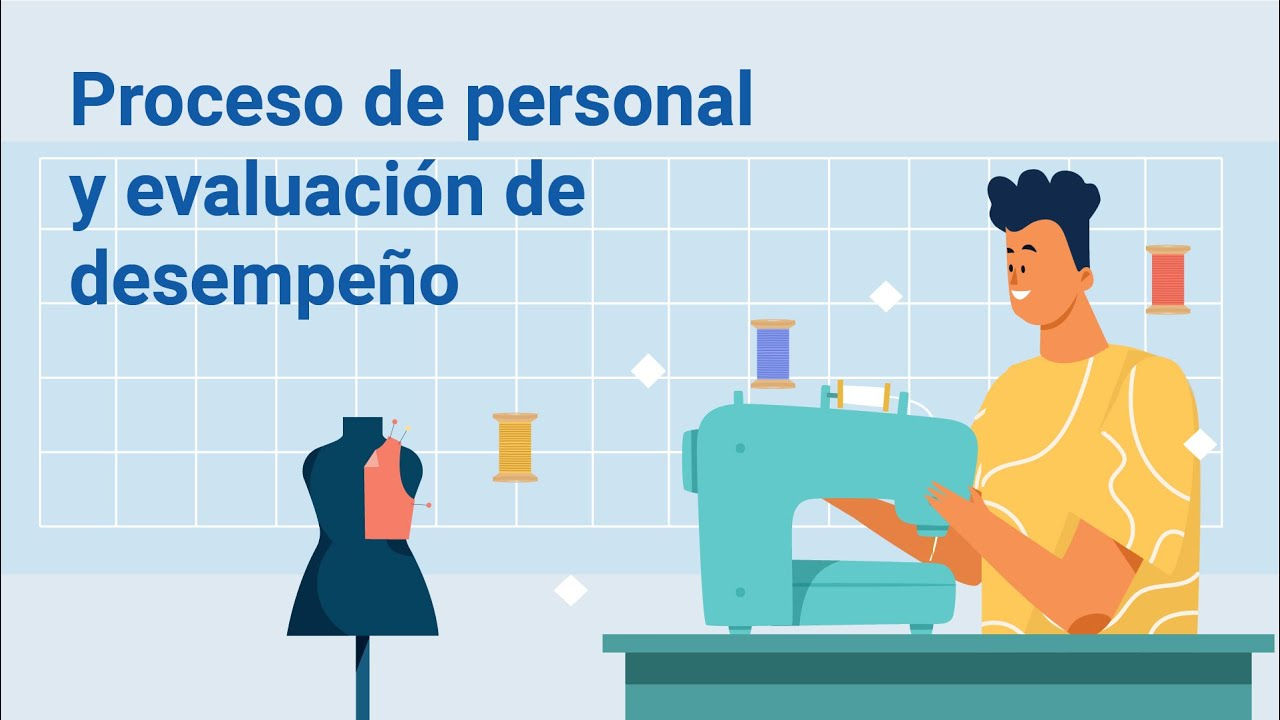 Proceso de personal
y evaluación de
desempeño